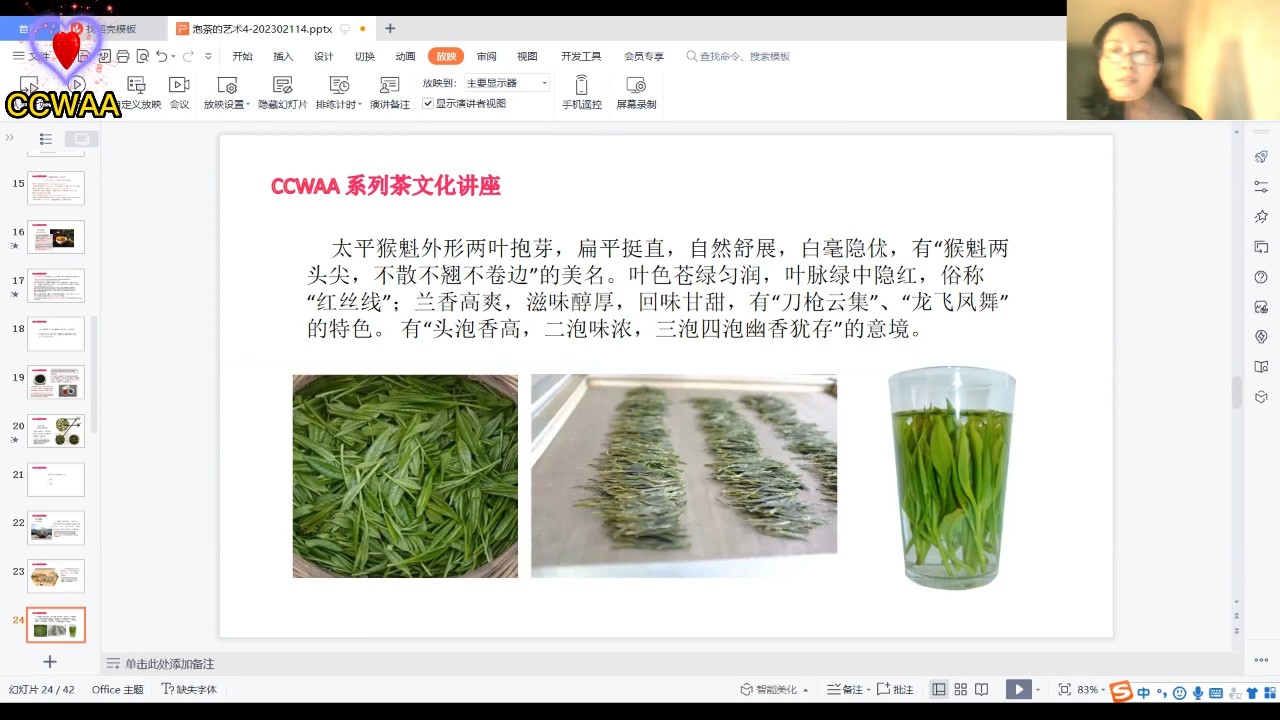 泡茶的艺术4-202302114.pptx
开始
插入
设计
切换
动画
放映
审阅
视图
开发工具
会员专享
查找命令、搜索模板
CCWAA
会议
放映设置
隐藏幻灯片
排练计时
演讲备注
放映到：
主要显示器
显示演讲者视图
手机遥控
屏幕录制
CCWAA 系列茶文化讲座
太平猴魁外形两叶抱芽，扁平挺直，自然舒展，白毫隐伏，有“猴魁两
头尖，不散不翘不卷边”的美名。叶色苍绿匀润，叶脉绿中隐红，俗称
“红丝线”；兰香高爽，滋味醇厚，回味甘甜，有“刀枪云集”、“龙飞凤舞”
的特色。 有“头泡香高，二泡味浓，三泡四泡幽香犹存”的意境。
15
16
17
18
19
20
21
22
23
24
单击此处添加备注
幻灯片 24 / 42
Office 主题
缺失字体
智能美化
备注
批注
83%
中